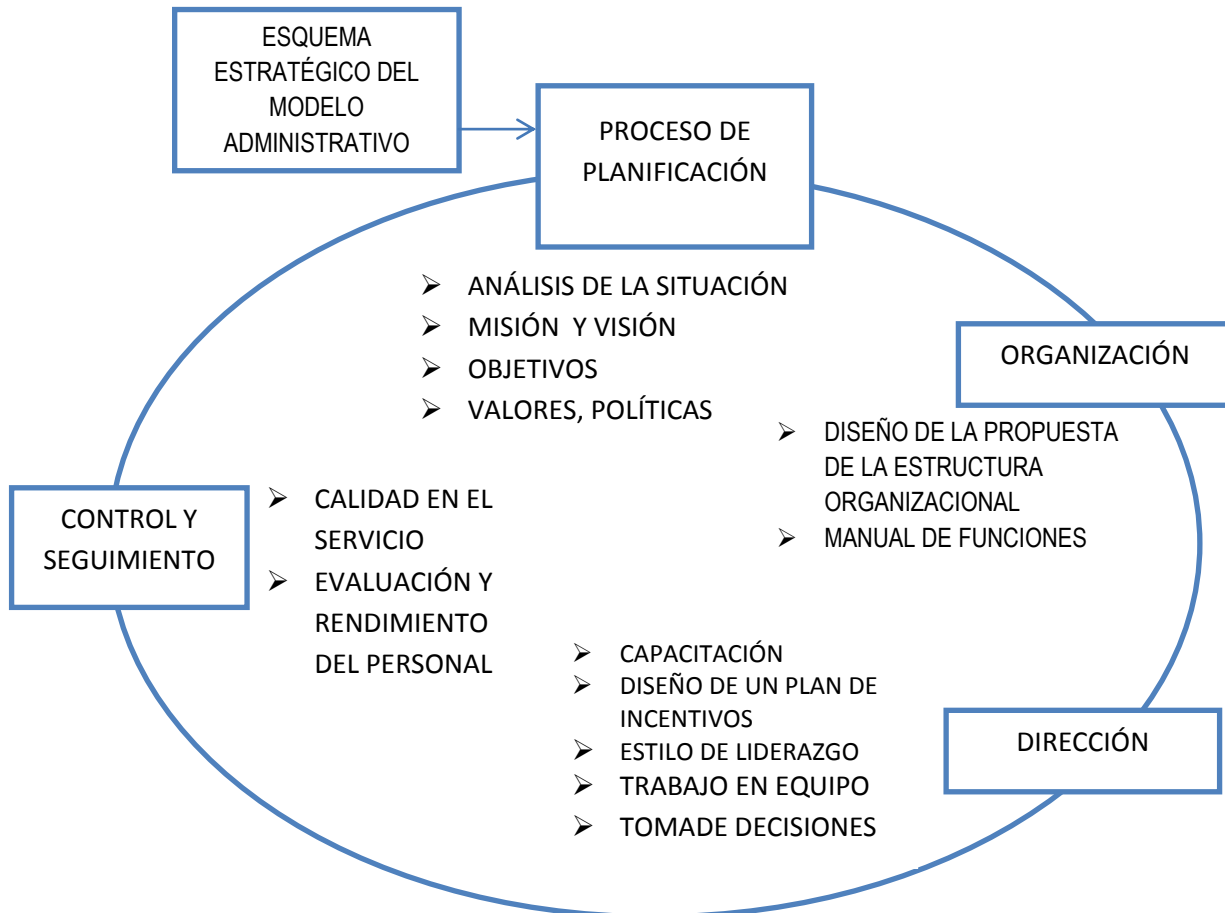 ESQUEMA
ESTRATÉGICO DEL
MODELO
ADMINISTRATIVO
PROCESO DE
PLANIFICACIÓN
➢ ANÁLISIS DE LA SITUACIÓN
➢ MISIÓN Y VISIÓN
➢ OBJETIVOS
➢ VALORES, POLÍTICAS
ORGANIZACIÓN
➢ DISEÑO DE LA PROPUESTA
DE LA ESTRUCTURA
ORGANIZACIONAL
➢ MANUAL DE FUNCIONES
CONTROL Y
SEGUIMIENTO
➢ CALIDAD EN EL
SERVICIO
➢ EVALUACIÓN Y
RENDIMIENTO
DEL PERSONAL
➢ CAPACITACIÓN
➢ DISEÑO DE UN PLAN DE
INCENTIVOS
➢ ESTILO DE LIDERAZGO
➢ TRABAJO EN EQUIPO
➢ TOMADE DECISIONES
DIRECCIÓN